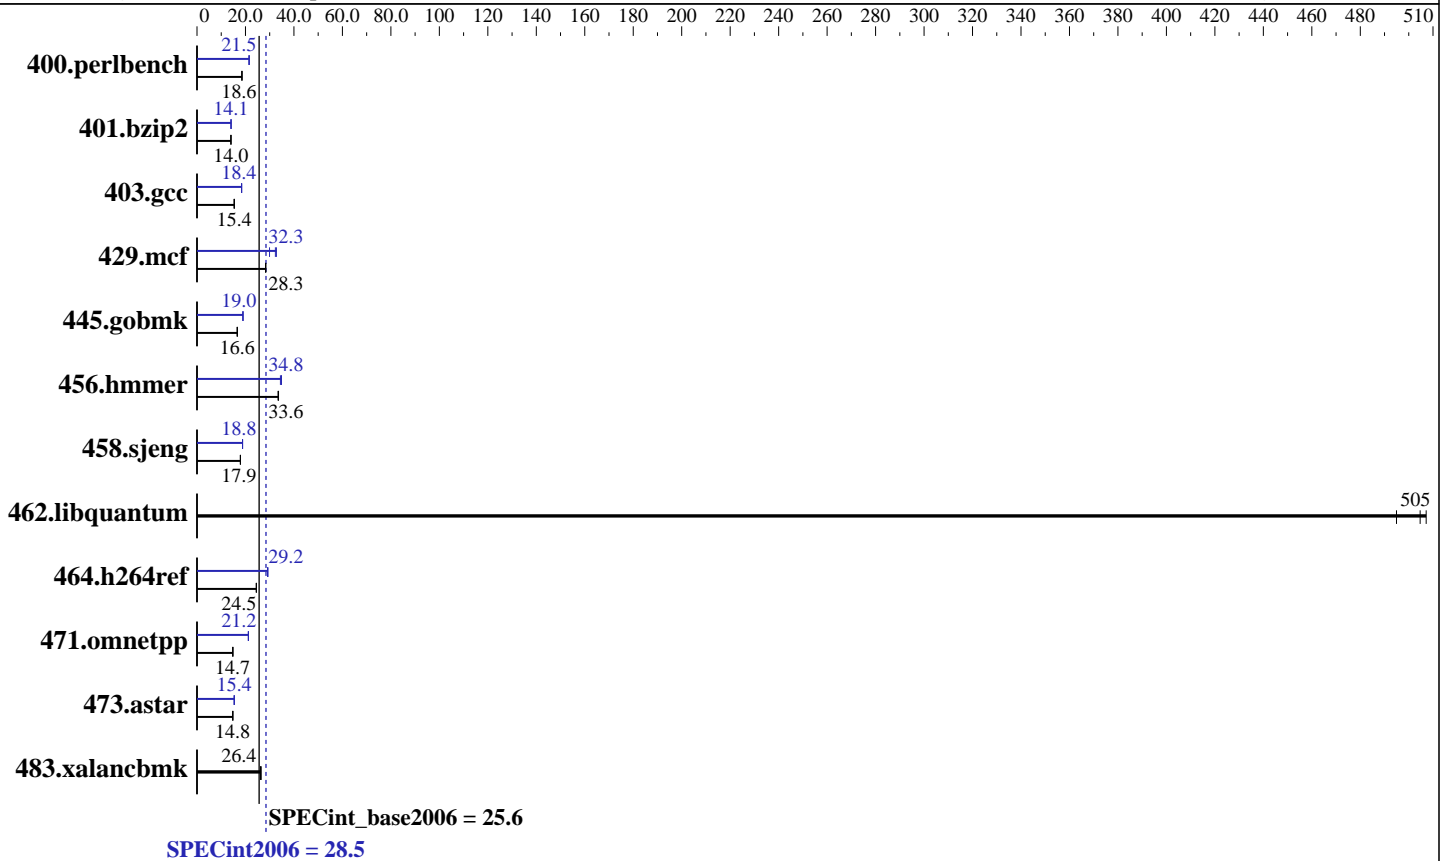 0 20.0 40.0 60.0 80.0 100 120 140 160 180 200 220 240 260 280 300 320 340 360 380 400 420 440 460 480 510
400.perlbench 21.5
18.6
401.bzip2 14.1
14.0
403.gcc 18.4
15.4
429.mcf 32.3
28.3
445.gobmk 19.0
16.6
456.hmmer 34.8
33.6
458.sjeng 18.8
17.9
462.libquantum 505
464.h264ref 29.2
24.5
471.omnetpp 21.2
14.7
473.astar 15.4
14.8
483.xalancbmk 26.4
SPECint_base2006 = 25.6
SPECint2006 = 28.5